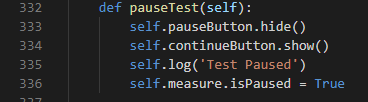 332 def pauseTest(self):
333 self.pauseButton.hide()
334 self.continueButton.show()
335 self.log('Test Paused')
336 self.measure.isPaused = True
337